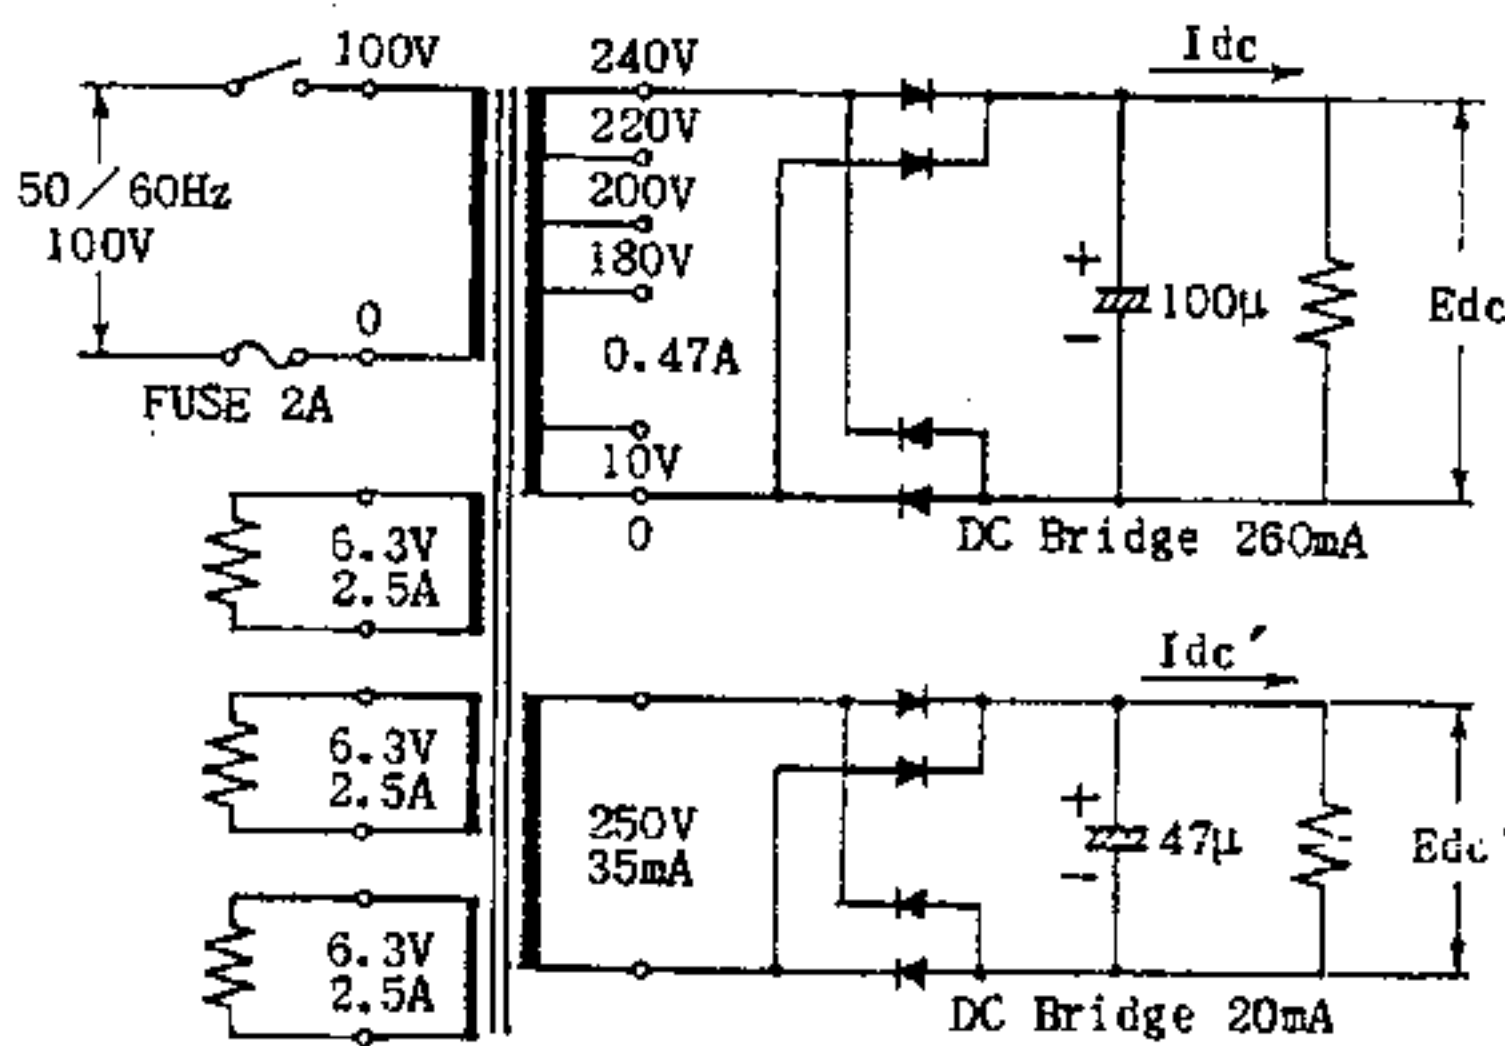 100V
50/60Hz
100V
0
FUSE 2A
240V
220V
200V
180V
0.47A
10V
0
Idc
+
100μ
−
Edc
DC Bridge 260mA
6.3V
2.5A
6.3V
2.5A
6.3V
2.5A
250V
35mA
Idc′
+
47μ
−
Edc′
DC Bridge 20mA